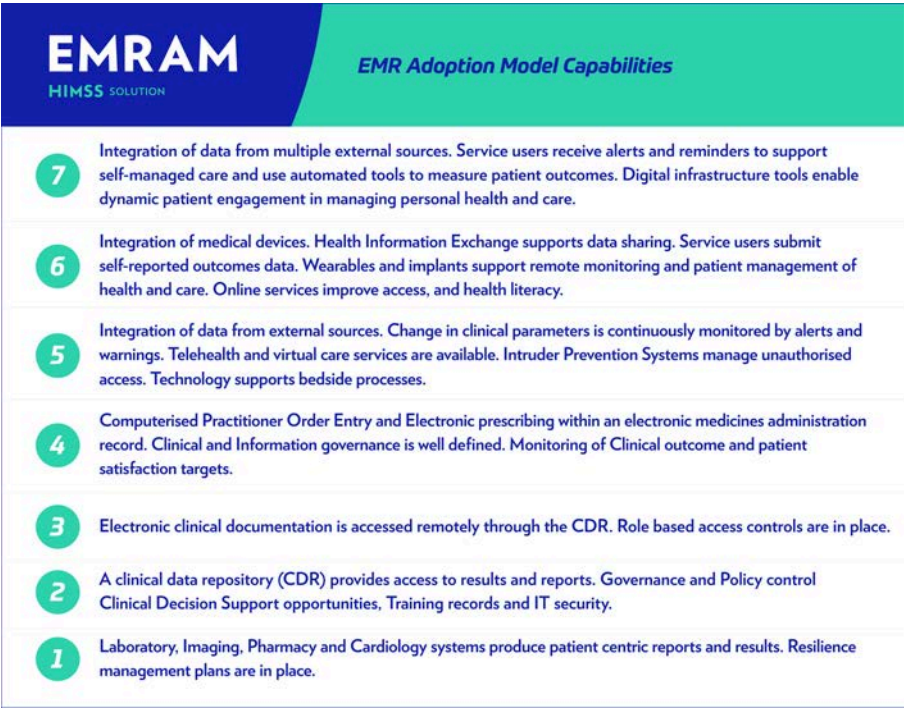 EMRAM
HIMSS SOLUTION
EMR Adoption Model Capabilities
7
Integration of data from multiple external sources. Service users receive alerts and reminders to support
self-managed care and use automated tools to measure patient outcomes. Digital infrastructure tools enable
dynamic patient engagement in managing personal health and care.
6
Integration of medical devices. Health Information Exchange supports data sharing. Service users submit
self-reported outcomes data. Wearables and implants support remote monitoring and patient management of
health and care. Online services improve access, and health literacy.
5
Integration of data from external sources. Change in clinical parameters is continuously monitored by alerts and
warnings. Telehealth and virtual care services are available. Intruder Prevention Systems manage unauthorised
access. Technology supports bedside processes.
4
Computerised Practitioner Order Entry and Electronic prescribing within an electronic medicines administration
record. Clinical and Information governance is well defined. Monitoring of Clinical outcome and patient
satisfaction targets.
3
Electronic clinical documentation is accessed remotely through the CDR. Role based access controls are in place.
2
A clinical data repository (CDR) provides access to results and reports. Governance and Policy control
Clinical Decision Support opportunities, Training records and IT security.
1
Laboratory, Imaging, Pharmacy and Cardiology systems produce patient centric reports and results. Resilience
management plans are in place.